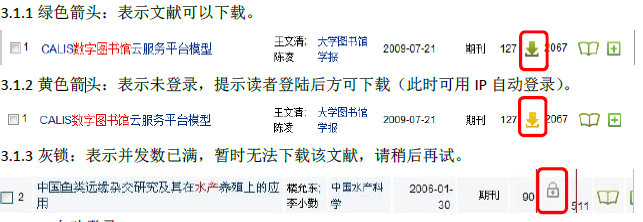 3.1.1 绿色箭头：表示文献可以下载。
1 CALIS数字图书馆云服务平台模型 王文清; 陈凌 大学图书馆学报 2009-07-21 期刊 127 2067
3.1.2 黄色箭头：表示未登录，提示读者登陆后方可下载（此时可用 IP 自动登录）。
1 CALIS数字图书馆云服务平台模型 王文清; 陈凌 大学图书馆学报 2009-07-21 期刊 127 2067
3.1.3 灰锁：表示并发数已满，暂时无法下载该文献，请稍后再试。
2 中国鱼类远缘杂交研究及其在水产养殖上的应用 楼允东; 李小勤 中国水产科学 2006-01-30 期刊 90 511